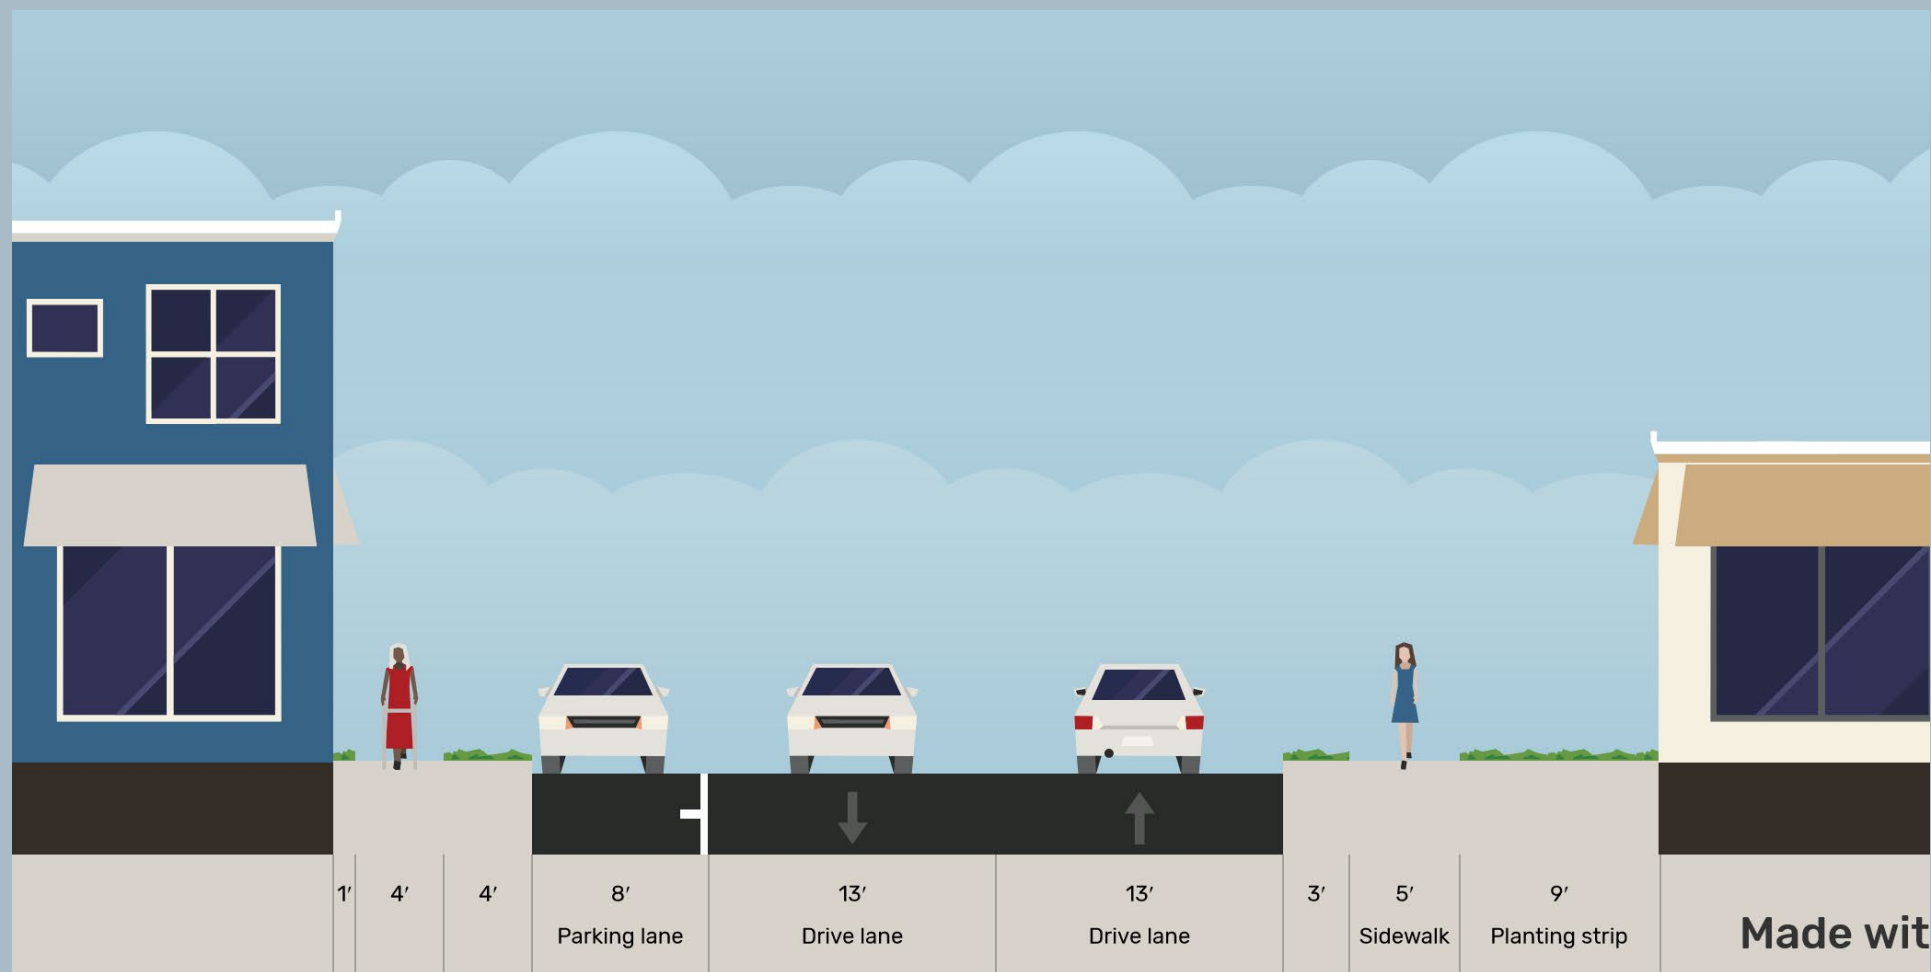 1′ 4′ 4′ 8′ 13′ 13′ 3′ 5′ 9′
Parking lane Drive lane Drive lane Sidewalk Planting strip
Made wit